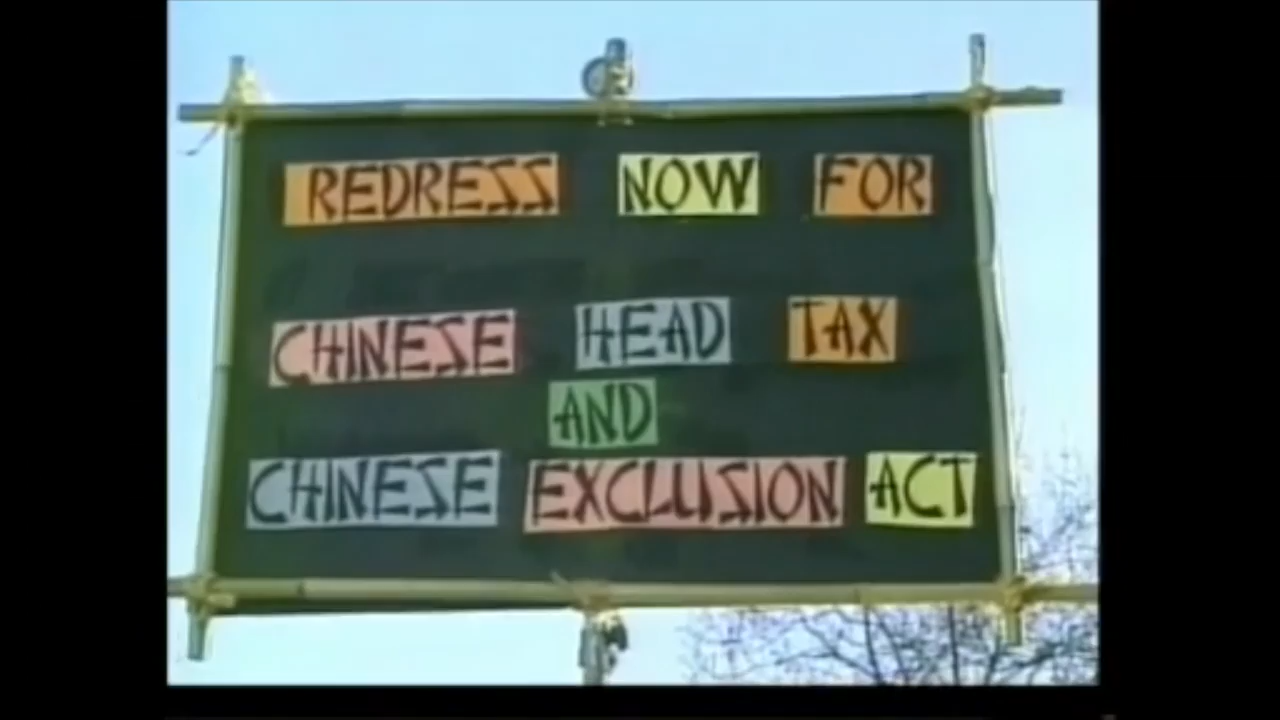 REDRESS NOW FOR
CHINESE HEAD TAX
AND
CHINESE EXCLUSION ACT